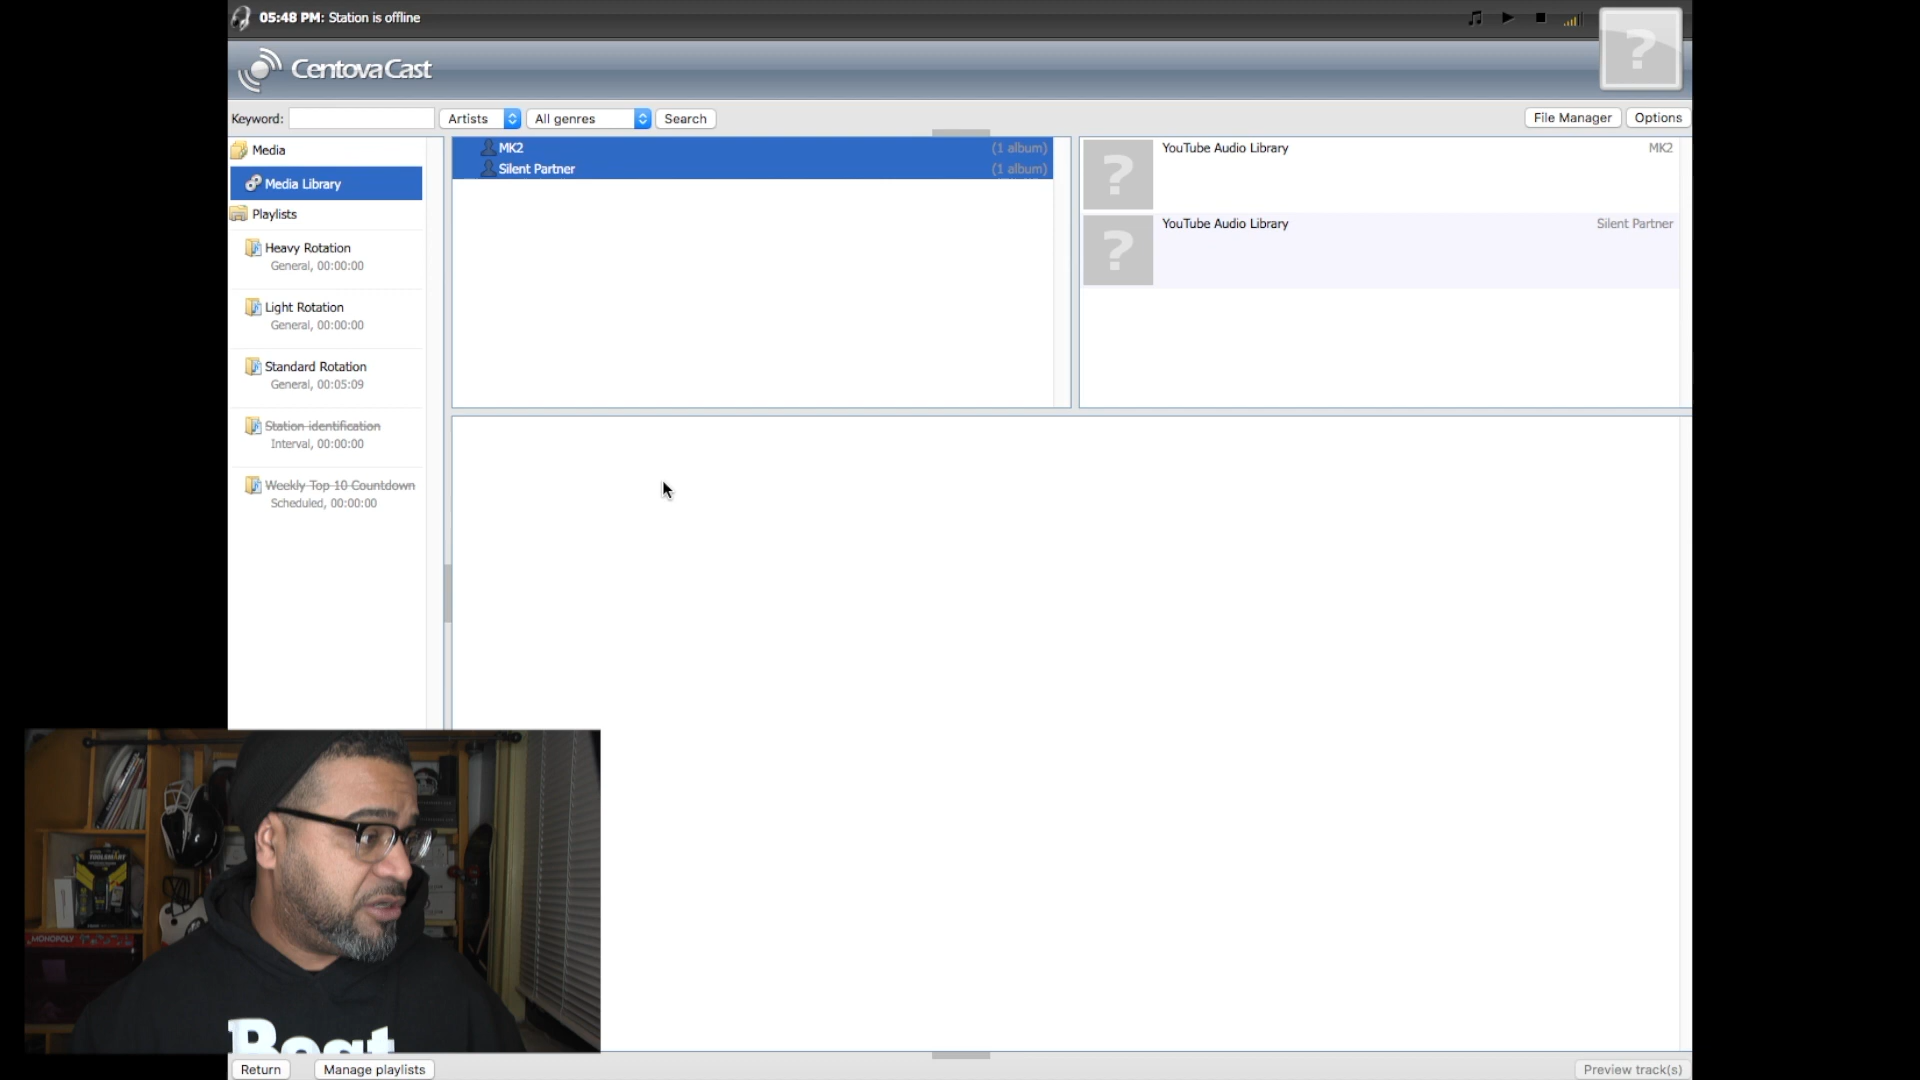 05:48 PM: Station is offline
CentovaCast
Keyword: Artists All genres Search File Manager Options
Media
Media Library
Playlists
Heavy Rotation
General, 00:00:00
Light Rotation
General, 00:00:00
Standard Rotation
General, 00:05:09
Station identification
Interval, 00:00:00
Weekly Top 10 Countdown
Scheduled, 00:00:00
MK2 (1 album)
Silent Partner (1 album)
? YouTube Audio Library MK2
? YouTube Audio Library Silent Partner
?
TOOLSMART
MONOPOLY
Beat
Return Manage playlists Preview track(s)